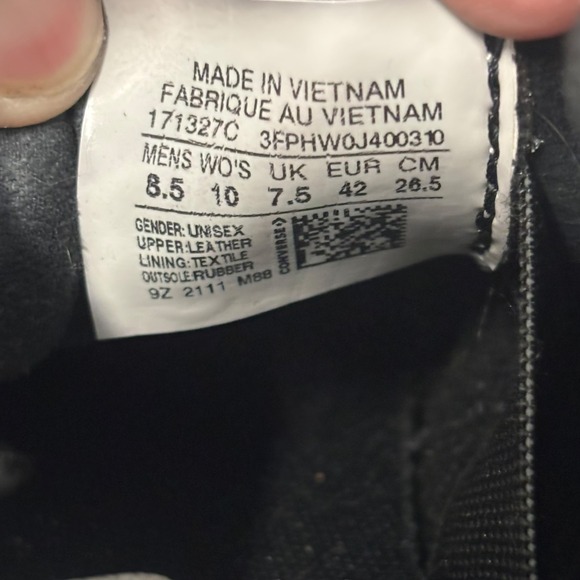 MADE IN VIETNAM
FABRIQUE AU VIETNAM
171327C 3FPHW0J400310
MENS WO'S UK EUR CM
8.5 10 7.5 42 26.5
GENDER: UNISEX
UPPER:LEATHER
LINING: TEXTILE
OUTSOLE:RUBBER
9Z 2111 M88
CONVERSE